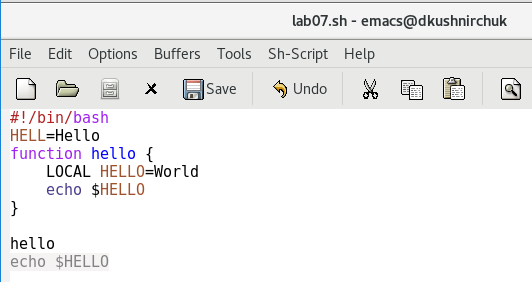 lab07.sh - emacs@dkushnirchuk
File Edit Options Buffers Tools Sh-Script Help
Save Undo
#!/bin/bash
HELL=Hello
function hello {
    LOCAL HELLO=World
    echo $HELLO
}
hello
echo $HELLO